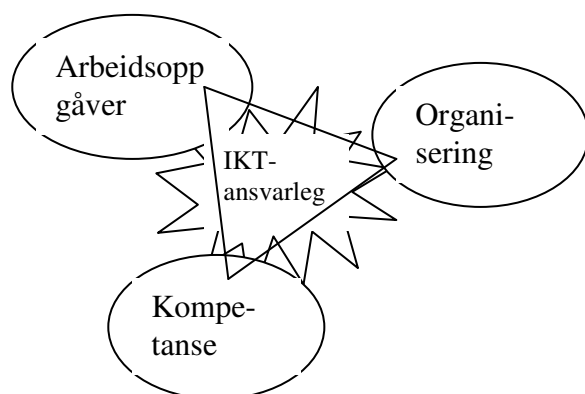 Arbeidsopp
gåver
Organi-
sering
IKT-
ansvarleg
Kompe-
tanse